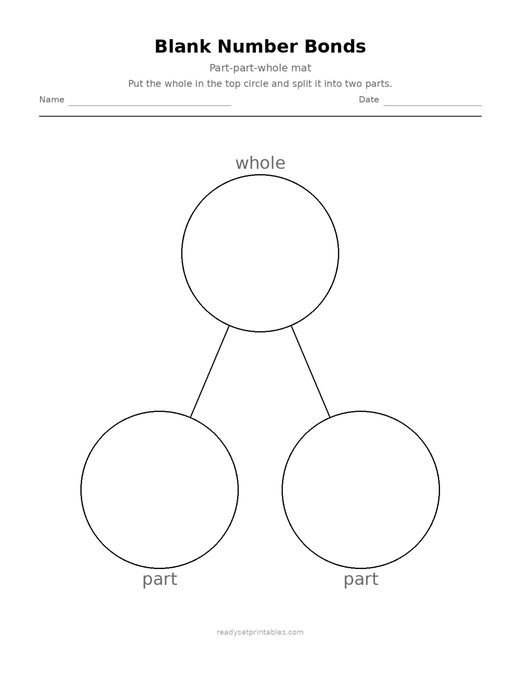 Blank Number Bonds
Part-part-whole mat
Put the whole in the top circle and split it into two parts.
Name Date
whole
part part
readysetprintables.com